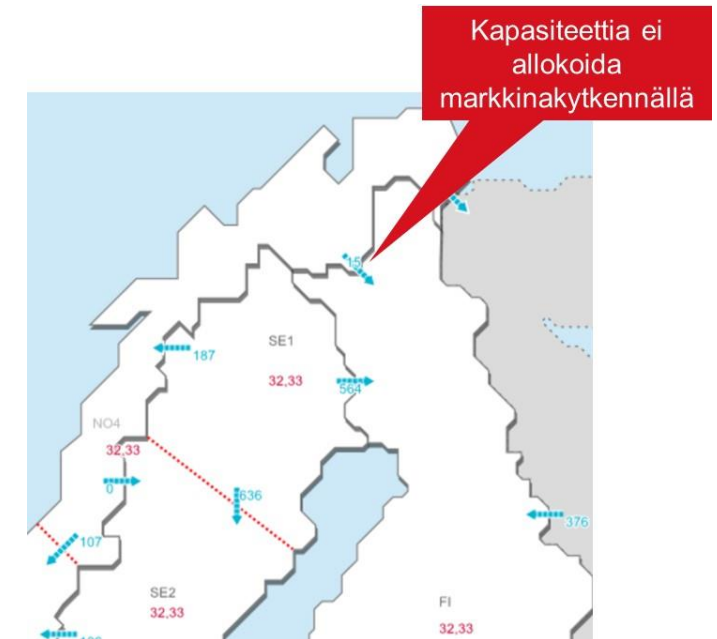 Kapasiteettia ei
allokoida
markkinakytkennällä
15
SE1
187
32,33
564
NO4
32,33
0
636
107
376
SE2
32,33
FI
32,33